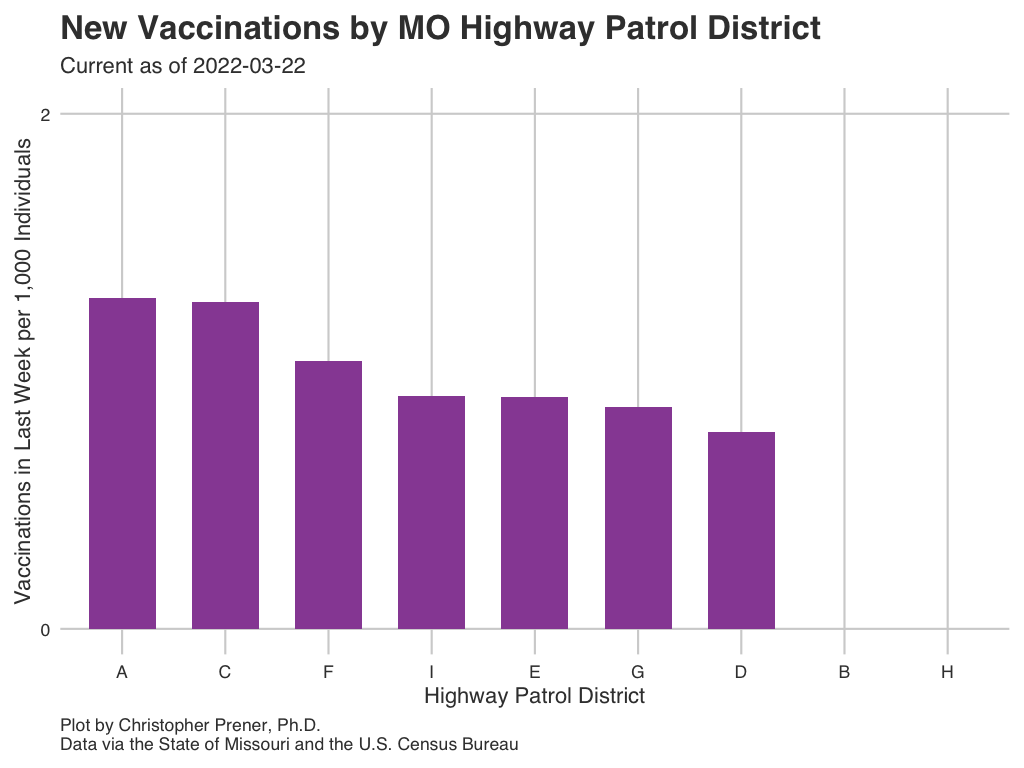 New Vaccinations by MO Highway Patrol District
Current as of 2022-03-22
Vaccinations in Last Week per 1,000 Individuals
2
0
A C F I E G D B H
Highway Patrol District
Plot by Christopher Prener, Ph.D.
Data via the State of Missouri and the U.S. Census Bureau